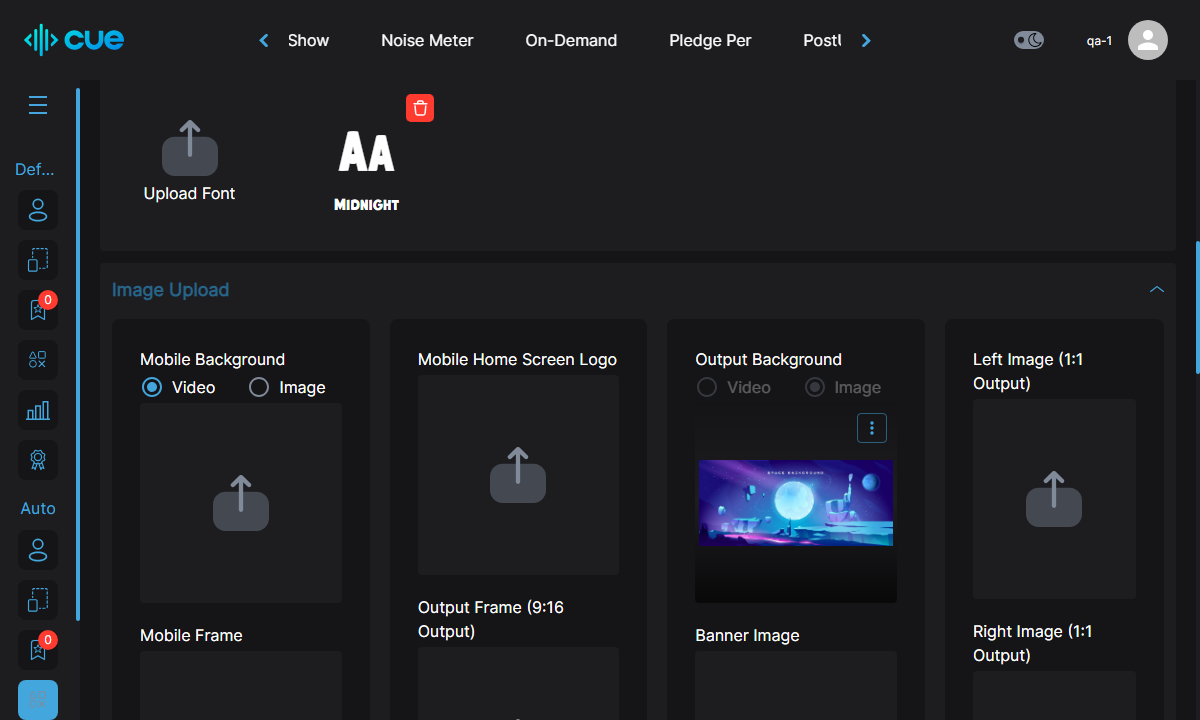 cue
Show
Noise Meter
On-Demand
Pledge Per
qa-1
Def...
0
Auto
0
Upload Font
AA
MIDNIGHT
Image Upload
Mobile Background
Video
Image
Mobile Home Screen Logo
Output Background
Video
Image
Left Image (1:1
Output)
SPACE BACKGROUND
Mobile Frame
Output Frame (9:16
Output)
Banner Image
Right Image (1:1
Output)